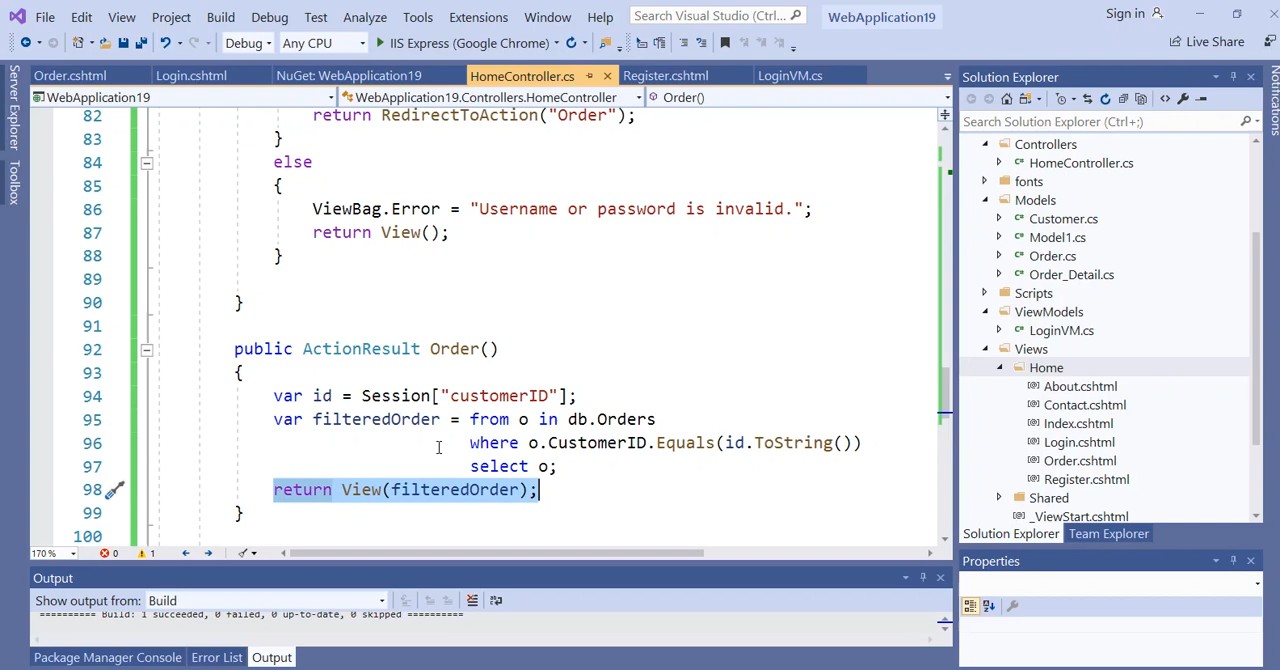 File Edit View Project Build Debug Test Analyze Tools Extensions Window Help Search Visual Studio (Ctrl... WebApplication19 Sign in
Debug Any CPU IIS Express (Google Chrome) Live Share
Server Explorer
Toolbox
Order.cshtml Login.cshtml NuGet: WebApplication19 HomeController.cs Register.cshtml LoginVM.cs
WebApplication19 WebApplication19.Controllers.HomeController Order()
82 return RedirectToAction("Order");
83 }
84 else
85 {
86 ViewBag.Error = "Username or password is invalid.";
87 return View();
88 }
89
90 }
91
92 public ActionResult Order()
93 {
94 var id = Session["customerID"];
95 var filteredOrder = from o in db.Orders
96 where o.CustomerID.Equals(id.ToString())
97 select o;
98 return View(filteredOrder);
99 }
100
170 % 0 1
Output
Show output from: Build
========== Build: 1 succeeded, 0 failed, 0 up-to-date, 0 skipped ==========
Package Manager Console Error List Output
Solution Explorer
Search Solution Explorer (Ctrl+;)
Controllers
C# HomeController.cs
fonts
Models
C# Customer.cs
C# Model1.cs
C# Order.cs
C# Order_Detail.cs
Scripts
ViewModels
C# LoginVM.cs
Views
Home
About.cshtml
Contact.cshtml
Index.cshtml
Login.cshtml
Order.cshtml
Register.cshtml
Shared
_ViewStart.cshtml
Solution Explorer Team Explorer
Properties
Notifications